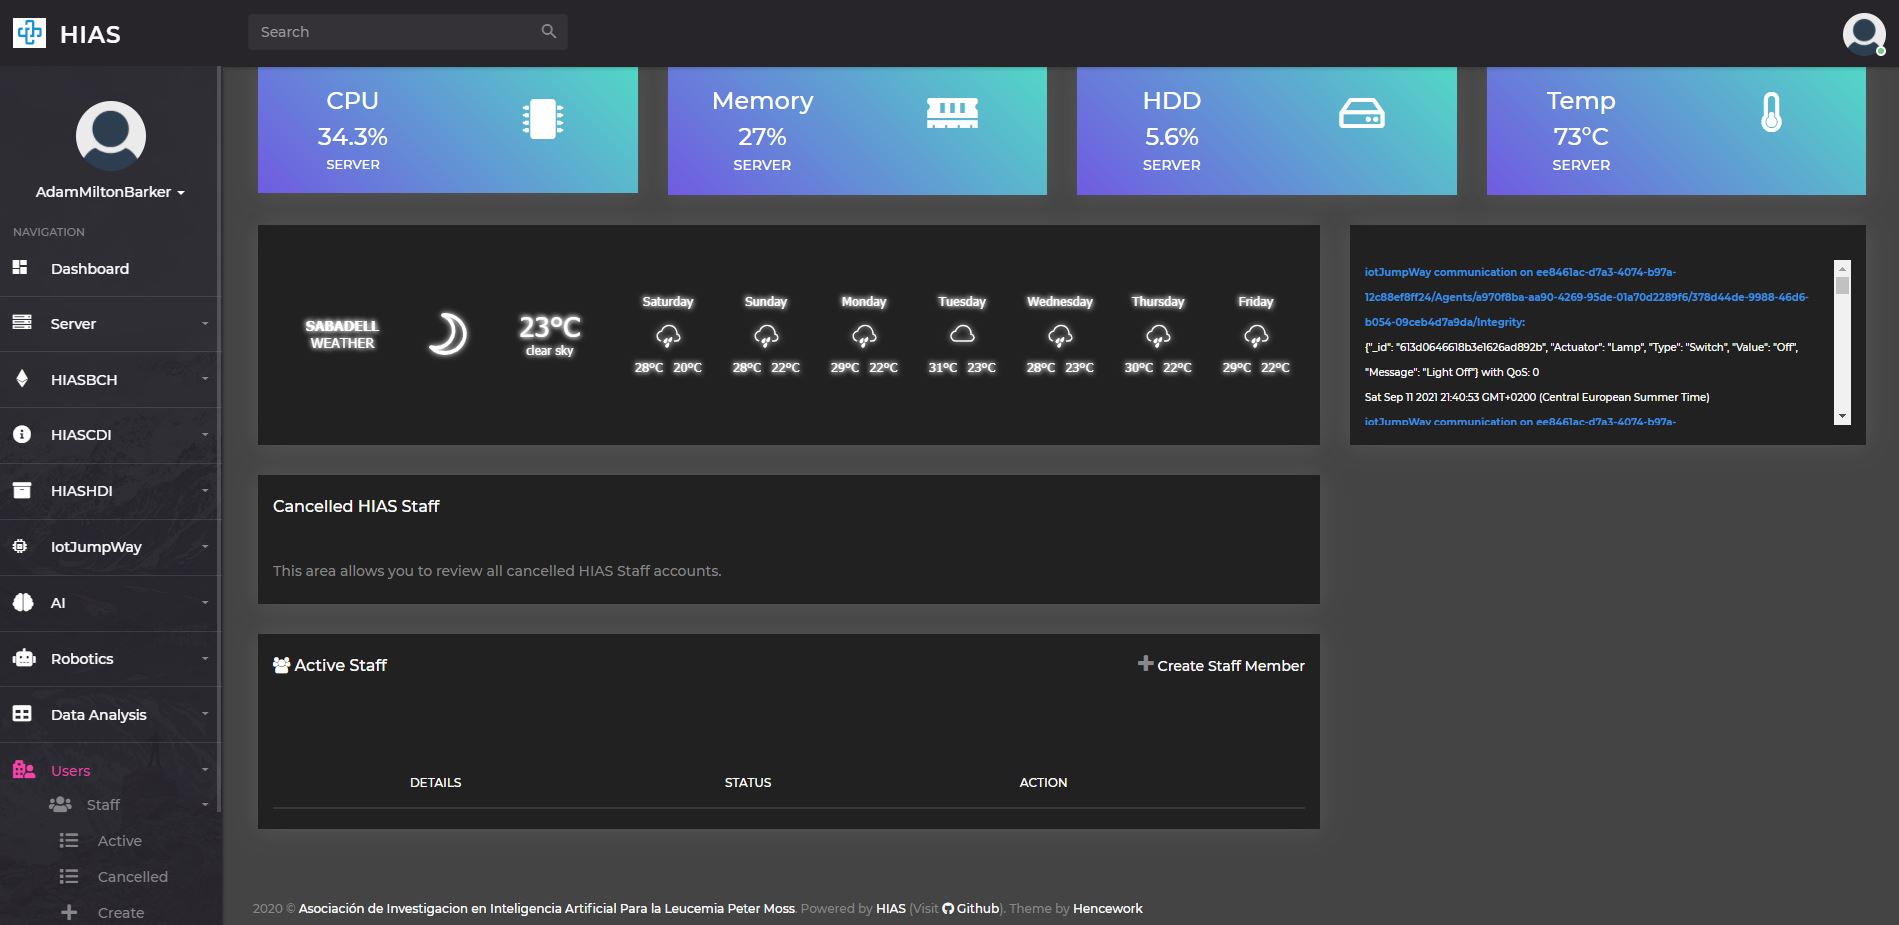 HIAS
Search
AdamMiltonBarker
NAVIGATION
Dashboard
Server
HIASBCH
HIASCDI
HIASHDI
IotJumpWay
AI
Robotics
Data Analysis
Users
Staff
Active
Cancelled
Create
CPU
34.3%
SERVER
Memory
27%
SERVER
HDD
5.6%
SERVER
Temp
73°C
SERVER
SABADELL
WEATHER
23°C
clear sky
Saturday
28°C 20°C
Sunday
28°C 22°C
Monday
29°C 22°C
Tuesday
31°C 23°C
Wednesday
28°C 23°C
Thursday
30°C 22°C
Friday
29°C 22°C
iotJumpWay communication on ee8461ac-d7a3-4074-b97a-
12c88ef8ff24/Agents/a970f8ba-aa90-4269-95de-01a70d2289f6/378d44de-9988-46d6-
b054-09ceb4d7a9da/Integrity:
{"_id": "613d0646618b3e1626ad892b", "Actuator": "Lamp", "Type": "Switch", "Value": "Off",
"Message": "Light Off"} with QoS: 0
Sat Sep 11 2021 21:40:53 GMT+0200 (Central European Summer Time)
iotJumpWay communication on ee8461ac-d7a3-4074-b97a-
Cancelled HIAS Staff
This area allows you to review all cancelled HIAS Staff accounts.
Active Staff
Create Staff Member
DETAILS STATUS ACTION
2020 © Asociación de Investigacion en Inteligencia Artificial Para la Leucemia Peter Moss. Powered by HIAS (Visit Github). Theme by Hencework